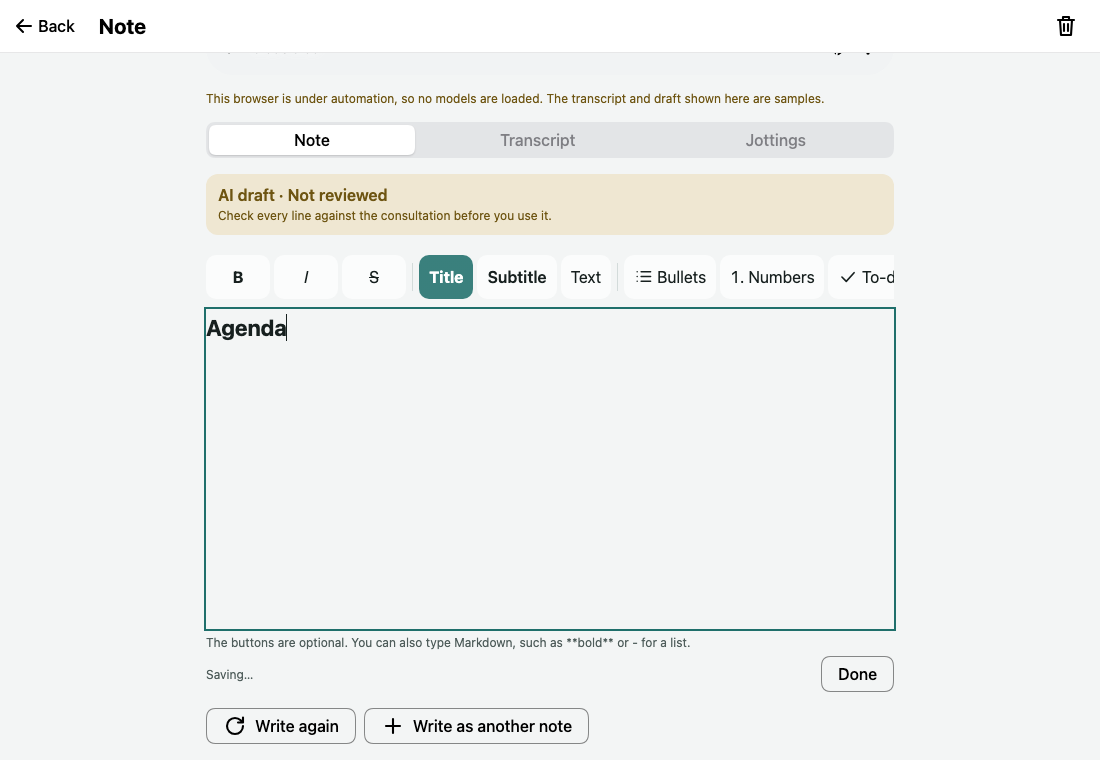 Back Note
This browser is under automation, so no models are loaded. The transcript and draft shown here are samples.
Note Transcript Jottings
AI draft · Not reviewed
Check every line against the consultation before you use it.
B I S Title Subtitle Text Bullets 1. Numbers To-d
Agenda
The buttons are optional. You can also type Markdown, such as **bold** or - for a list.
Saving...
Done
Write again Write as another note